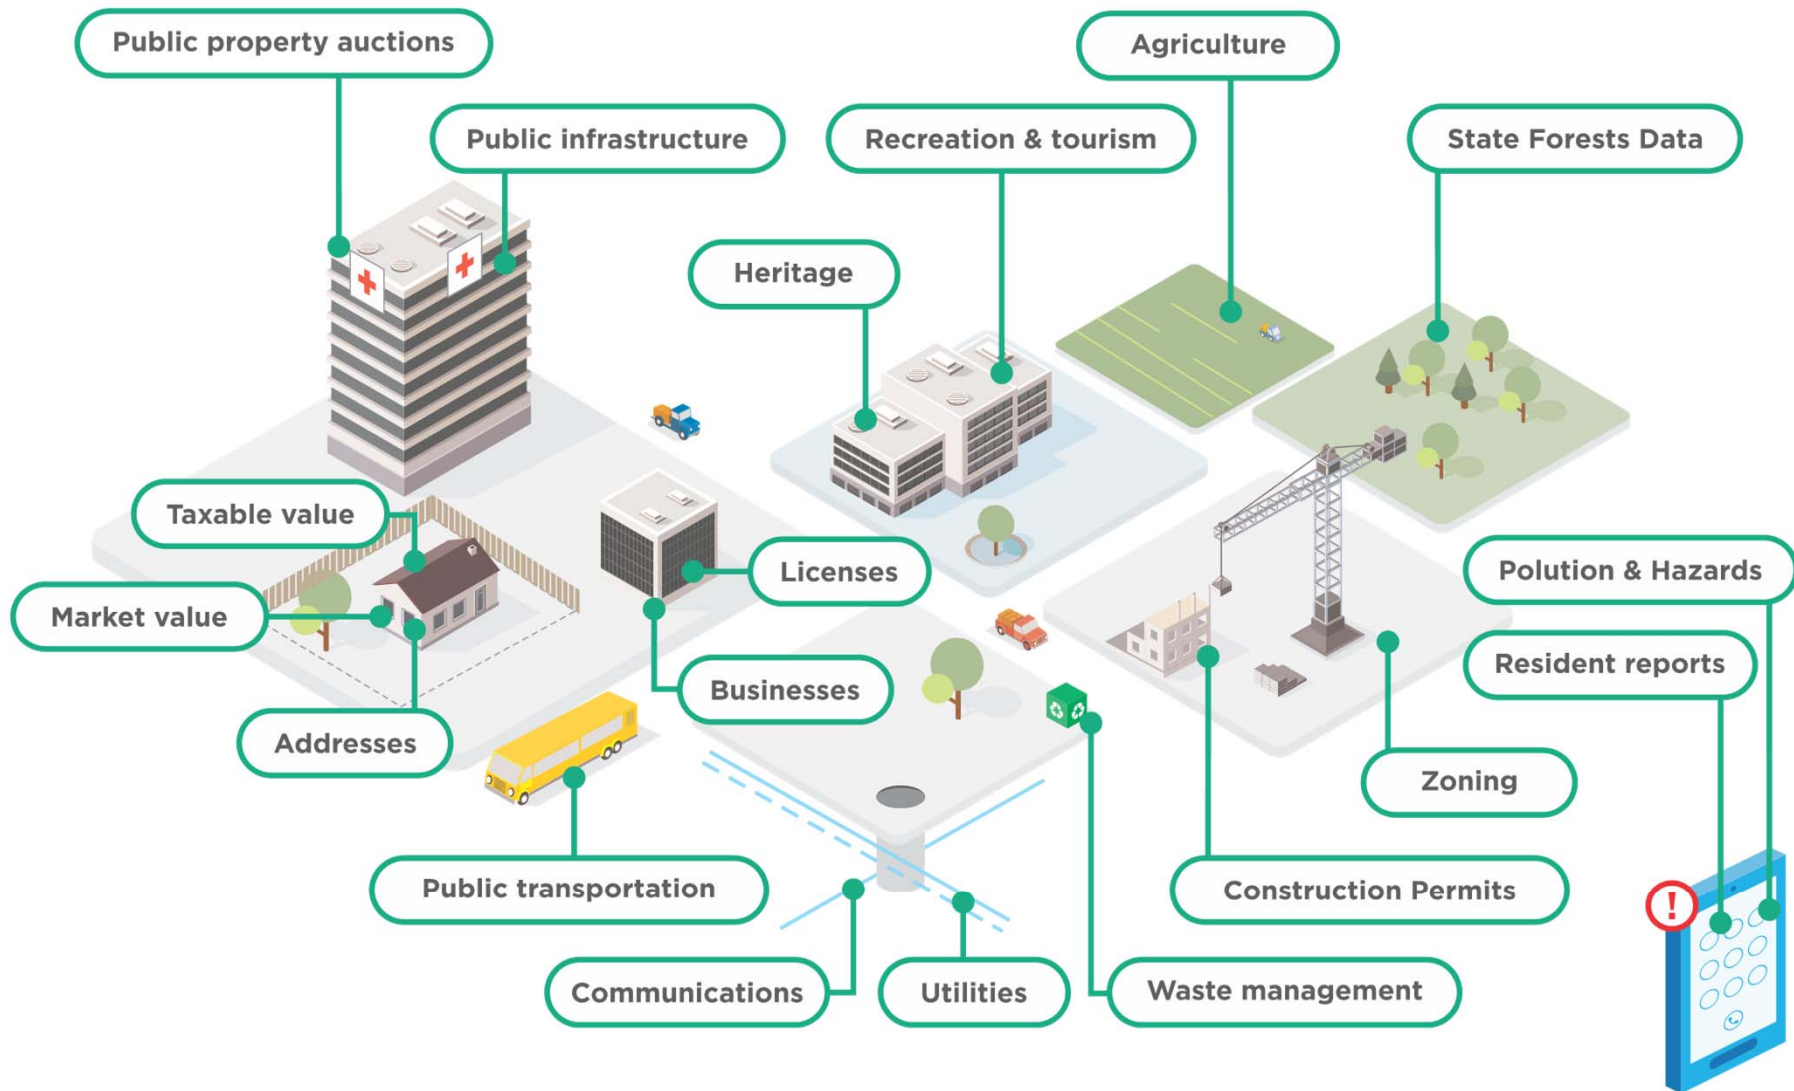 Public property auctions
Agriculture
Public infrastructure
Recreation & tourism
State Forests Data
Heritage
Taxable value
Licenses
Polution & Hazards
Market value
Resident reports
Businesses
Addresses
Zoning
Public transportation
Construction Permits
Communications
Utilities
Waste management
!